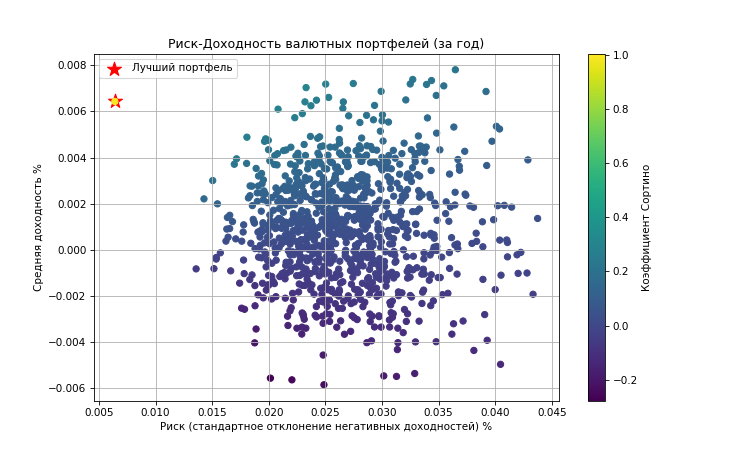 Риск-Доходность валютных портфелей (за год)
Лучший портфель
Средняя доходность %
0.008
0.006
0.004
0.002
0.000
−0.002
−0.004
−0.006
0.005 0.010 0.015 0.020 0.025 0.030 0.035 0.040 0.045
Риск (стандартное отклонение негативных доходностей) %
1.0
0.8
0.6
0.4
0.2
0.0
−0.2
Коэффициент Сортино